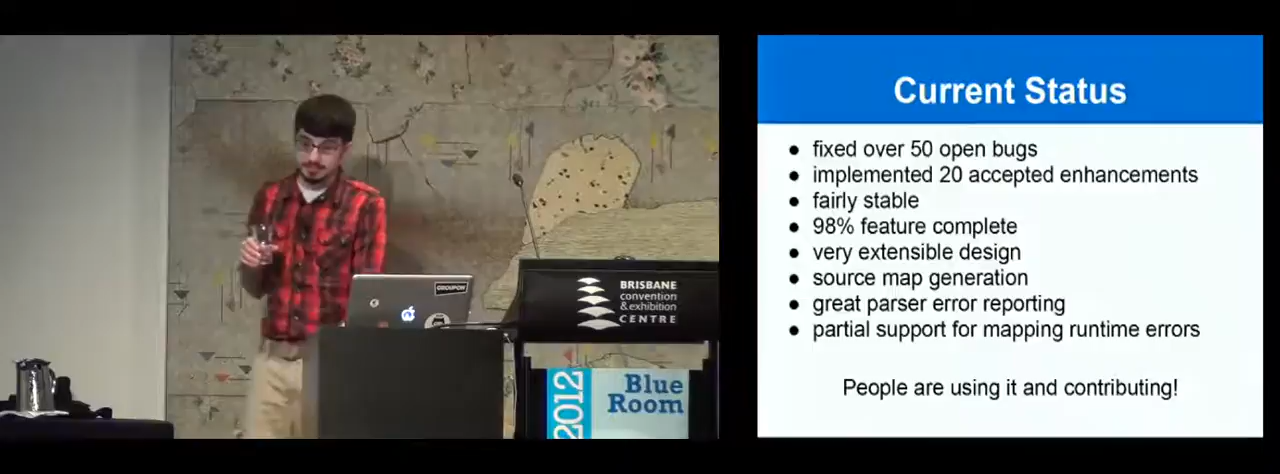 GROUPON
BRISBANE
convention
& exhibition
CENTRE
2012
Blue
Room
Current Status
● fixed over 50 open bugs
● implemented 20 accepted enhancements
● fairly stable
● 98% feature complete
● very extensible design
● source map generation
● great parser error reporting
● partial support for mapping runtime errors
People are using it and contributing!